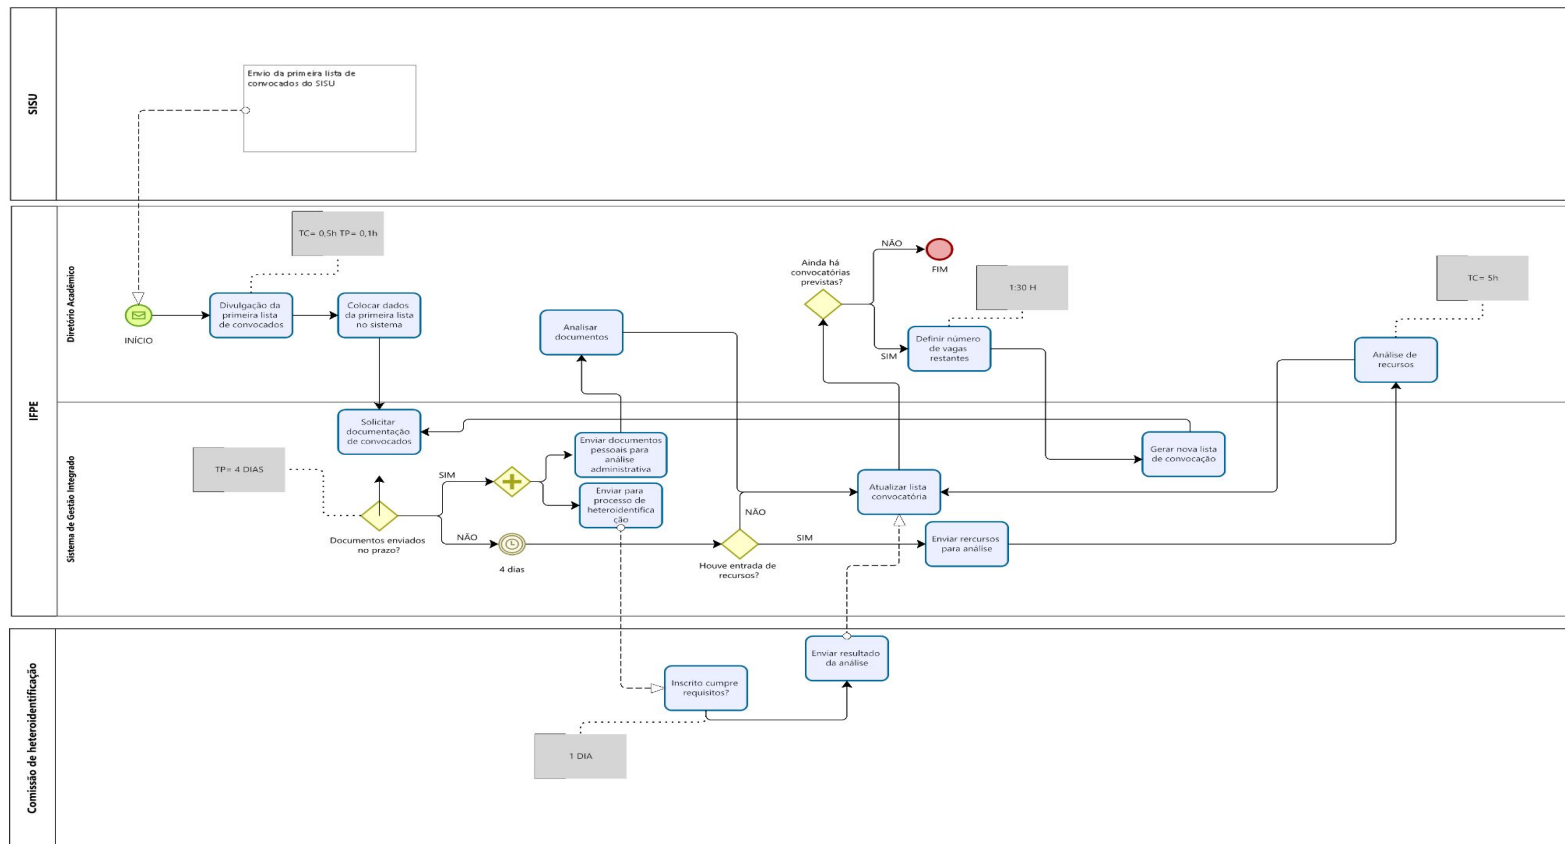 SISU
Envio da primeira lista de
convocados do SISU
IFPE
Diretório Acadêmico
TC= 0,5h TP= 0,1h
INÍCIO
Divulgação da
primeira lista
de convocados
Colocar dados
da primeira lista
no sistema
Analisar
documentos
Ainda há
convocatórias
previstas?
NÃO
FIM
SIM
Definir número
de vagas
restantes
1:30 H
TC= 5h
Análise de
recursos
Sistema de Gestão Integrado
Solicitar
documentação
de convocados
TP= 4 DIAS
Documentos enviados
no prazo?
SIM
NÃO
4 dias
Enviar documentos
pessoais para
análise
administrativa
Enviar para
processo de
heteroidentifica
ção
Houve entrada de
recursos?
NÃO
SIM
Atualizar lista
convocatória
Enviar rercursos
para análise
Gerar nova lista
de convocação
Comissão de heteroidentificação
Inscrito cumpre
requisitos?
1 DIA
Enviar resultado
da análise